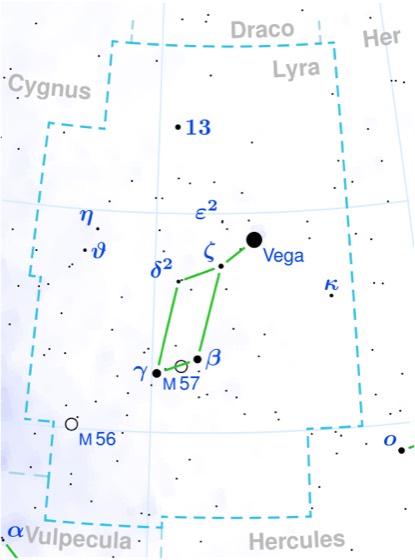 Draco
Her
Lyra
Cygnus
13
ε²
η
ϑ
ζ
Vega
δ²
κ
β
γ
M 57
M 56
ο
α
Vulpecula
Hercules